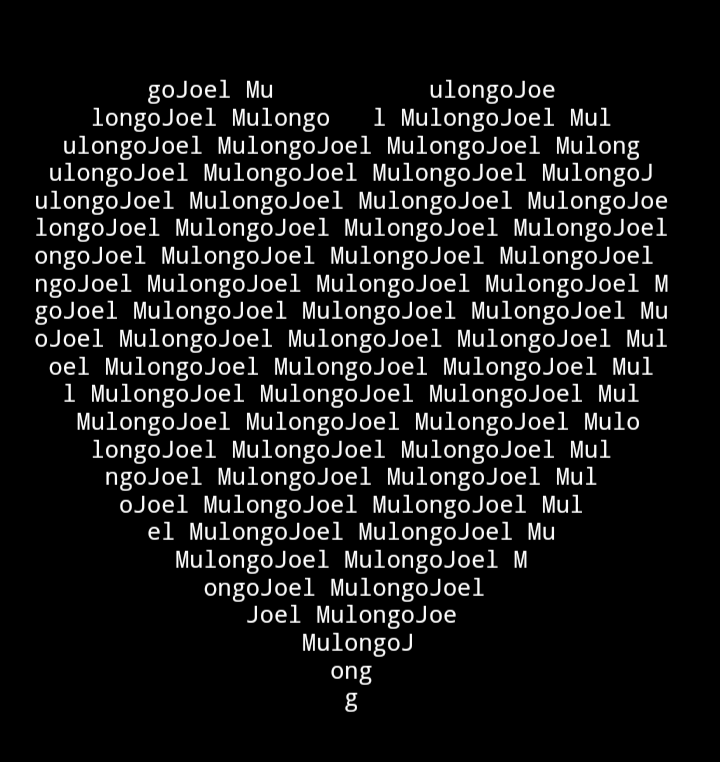 goJoel Mu           ulongoJoe
longoJoel Mulongo   l MulongoJoel Mul
ulongoJoel MulongoJoel MulongoJoel Mulong
ulongoJoel MulongoJoel MulongoJoel MulongoJ
ulongoJoel MulongoJoel MulongoJoel MulongoJoe
longoJoel MulongoJoel MulongoJoel MulongoJoel
ongoJoel MulongoJoel MulongoJoel MulongoJoel
ngoJoel MulongoJoel MulongoJoel MulongoJoel M
goJoel MulongoJoel MulongoJoel MulongoJoel Mu
oJoel MulongoJoel MulongoJoel MulongoJoel Mul
oel MulongoJoel MulongoJoel MulongoJoel Mul
l MulongoJoel MulongoJoel MulongoJoel Mul
MulongoJoel MulongoJoel MulongoJoel Mulo
longoJoel MulongoJoel MulongoJoel Mul
ngoJoel MulongoJoel MulongoJoel Mul
oJoel MulongoJoel MulongoJoel Mul
el MulongoJoel MulongoJoel Mu
MulongoJoel MulongoJoel M
ongoJoel MulongoJoel
Joel MulongoJoe
MulongoJ
ong
g